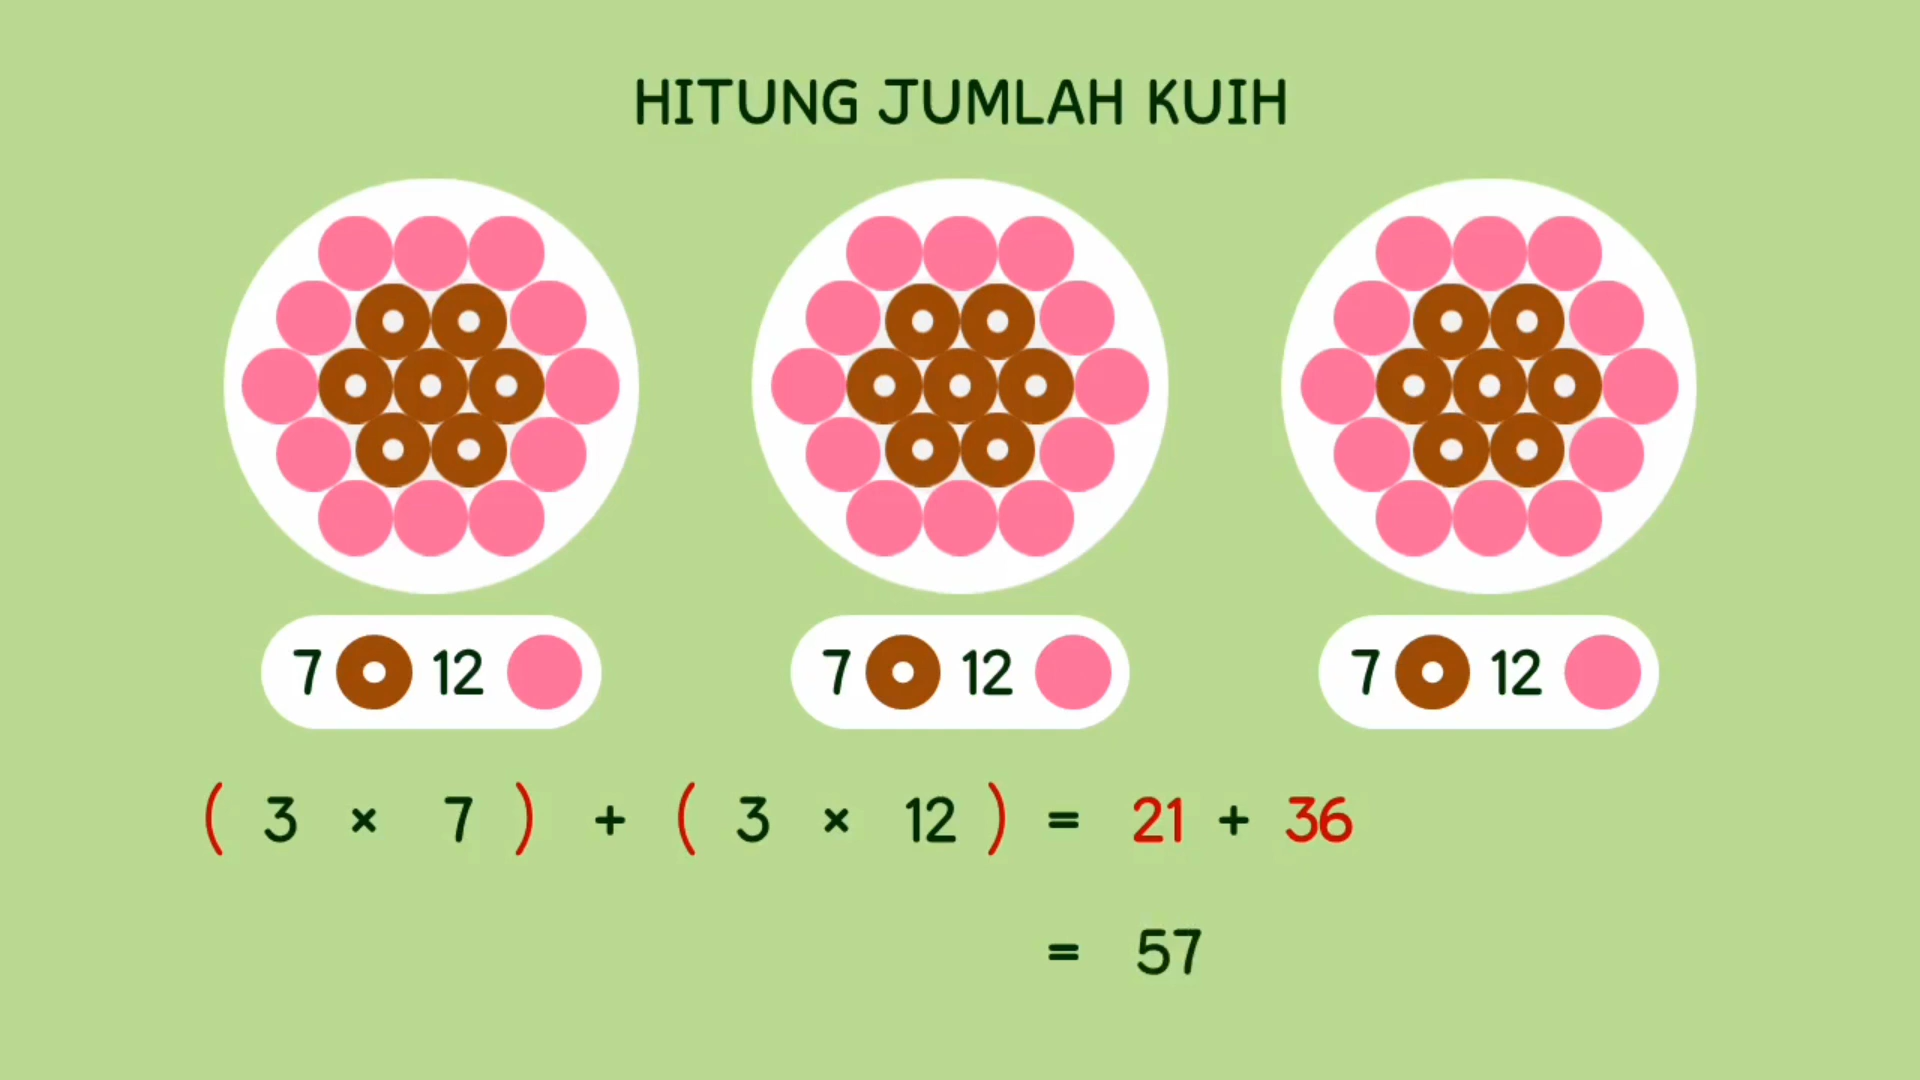 HITUNG JUMLAH KUIH
7 12 7 12 7 12
( 3 × 7 ) + ( 3 × 12 ) = 21 + 36
= 57